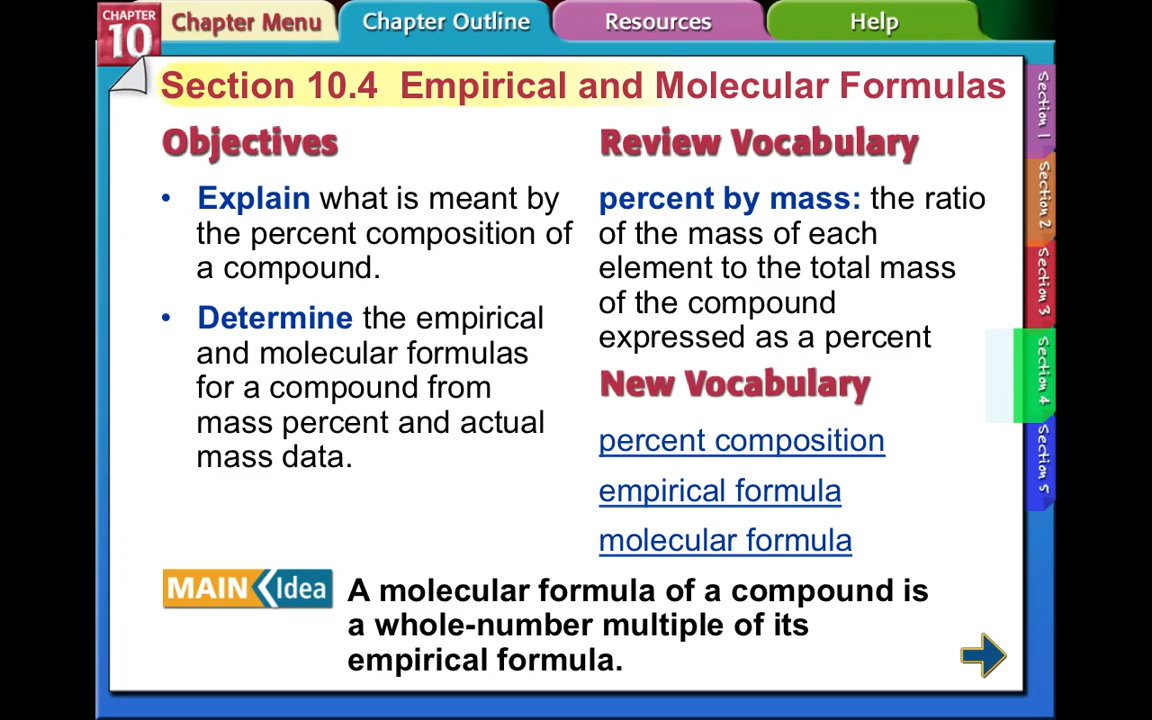 CHAPTER
10
Chapter Menu
Chapter Outline
Resources
Help
Section 10.4 Empirical and Molecular Formulas
Objectives
• Explain what is meant by
the percent composition of
a compound.
• Determine the empirical
and molecular formulas
for a compound from
mass percent and actual
mass data.
Review Vocabulary
percent by mass: the ratio
of the mass of each
element to the total mass
of the compound
expressed as a percent
New Vocabulary
percent composition
empirical formula
molecular formula
MAIN Idea
A molecular formula of a compound is
a whole-number multiple of its
empirical formula.
Section 1
Section 2
Section 3
Section 4
Section 5